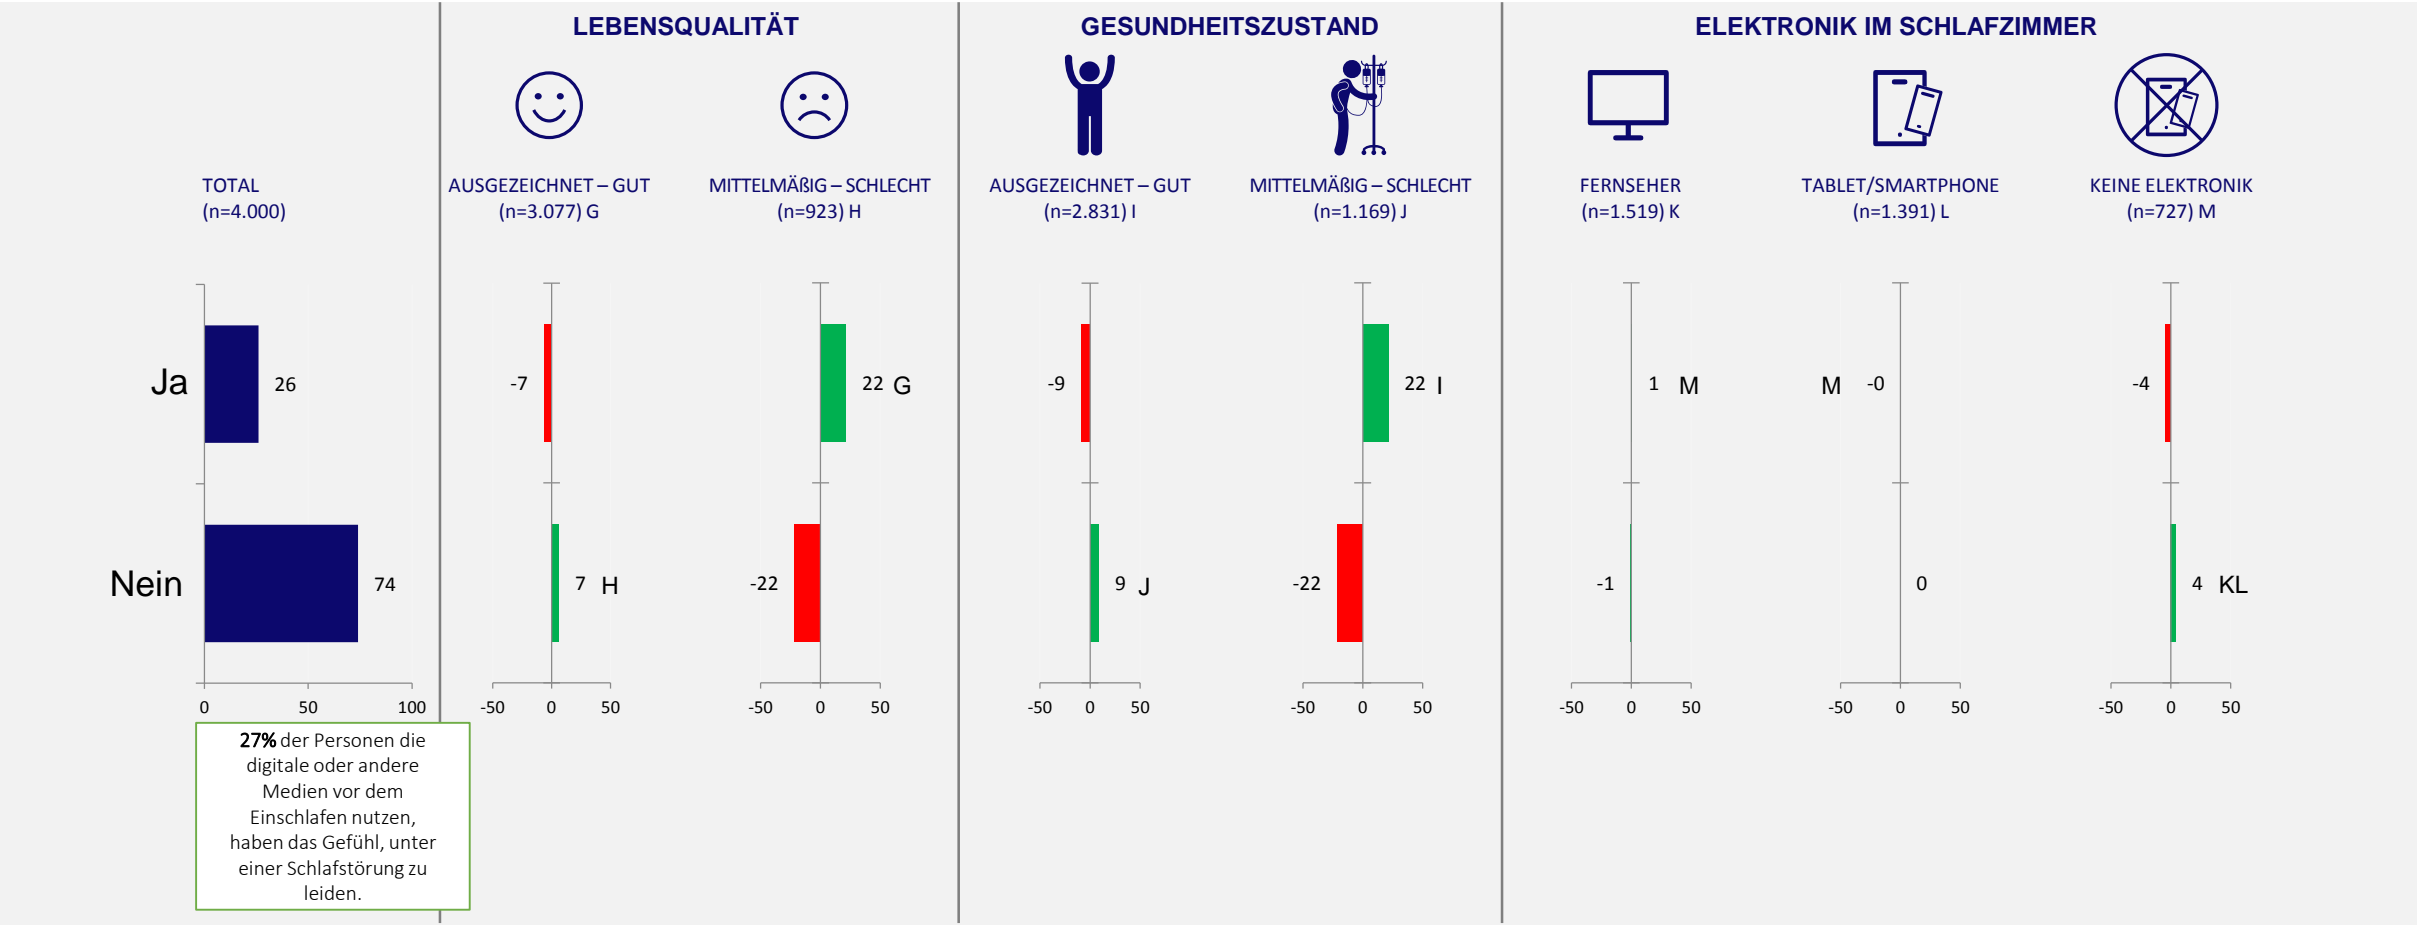 LEBENSQUALITÄT
GESUNDHEITSZUSTAND
ELEKTRONIK IM SCHLAFZIMMER
TOTAL
(n=4.000)
AUSGEZEICHNET – GUT
(n=3.077) G
MITTELMÄßIG – SCHLECHT
(n=923) H
AUSGEZEICHNET – GUT
(n=2.831) I
MITTELMÄßIG – SCHLECHT
(n=1.169) J
FERNSEHER
(n=1.519) K
TABLET/SMARTPHONE
(n=1.391) L
KEINE ELEKTRONIK
(n=727) M
Ja 26 -7 22 G -9 22 I 1 M M -0 -4
Nein 74 7 H -22 9 J -22 -1 0 4 KL
0 50 100 -50 0 50 -50 0 50 -50 0 50 -50 0 50 -50 0 50 -50 0 50 -50 0 50
27% der Personen die
digitale oder andere
Medien vor dem
Einschlafen nutzen,
haben das Gefühl, unter
einer Schlafstörung zu
leiden.